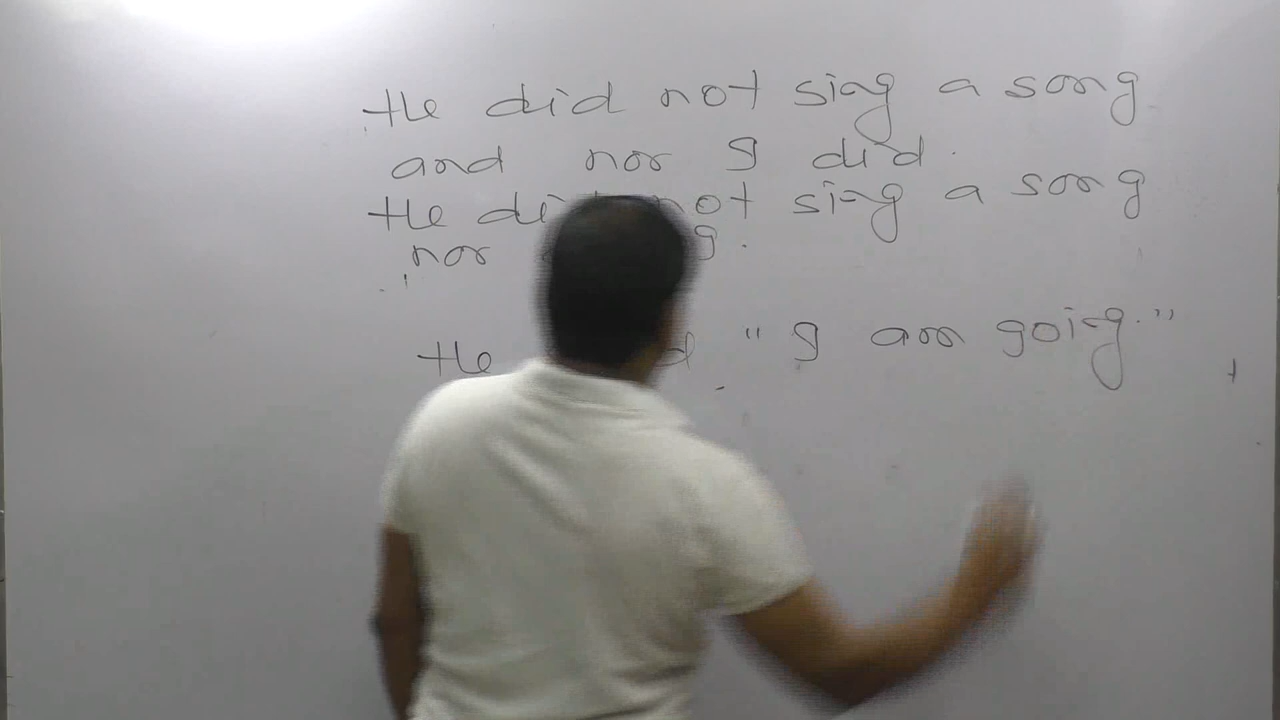 He did not sing a song
and nor I did.
He did not sing a song
nor
He "I am going."